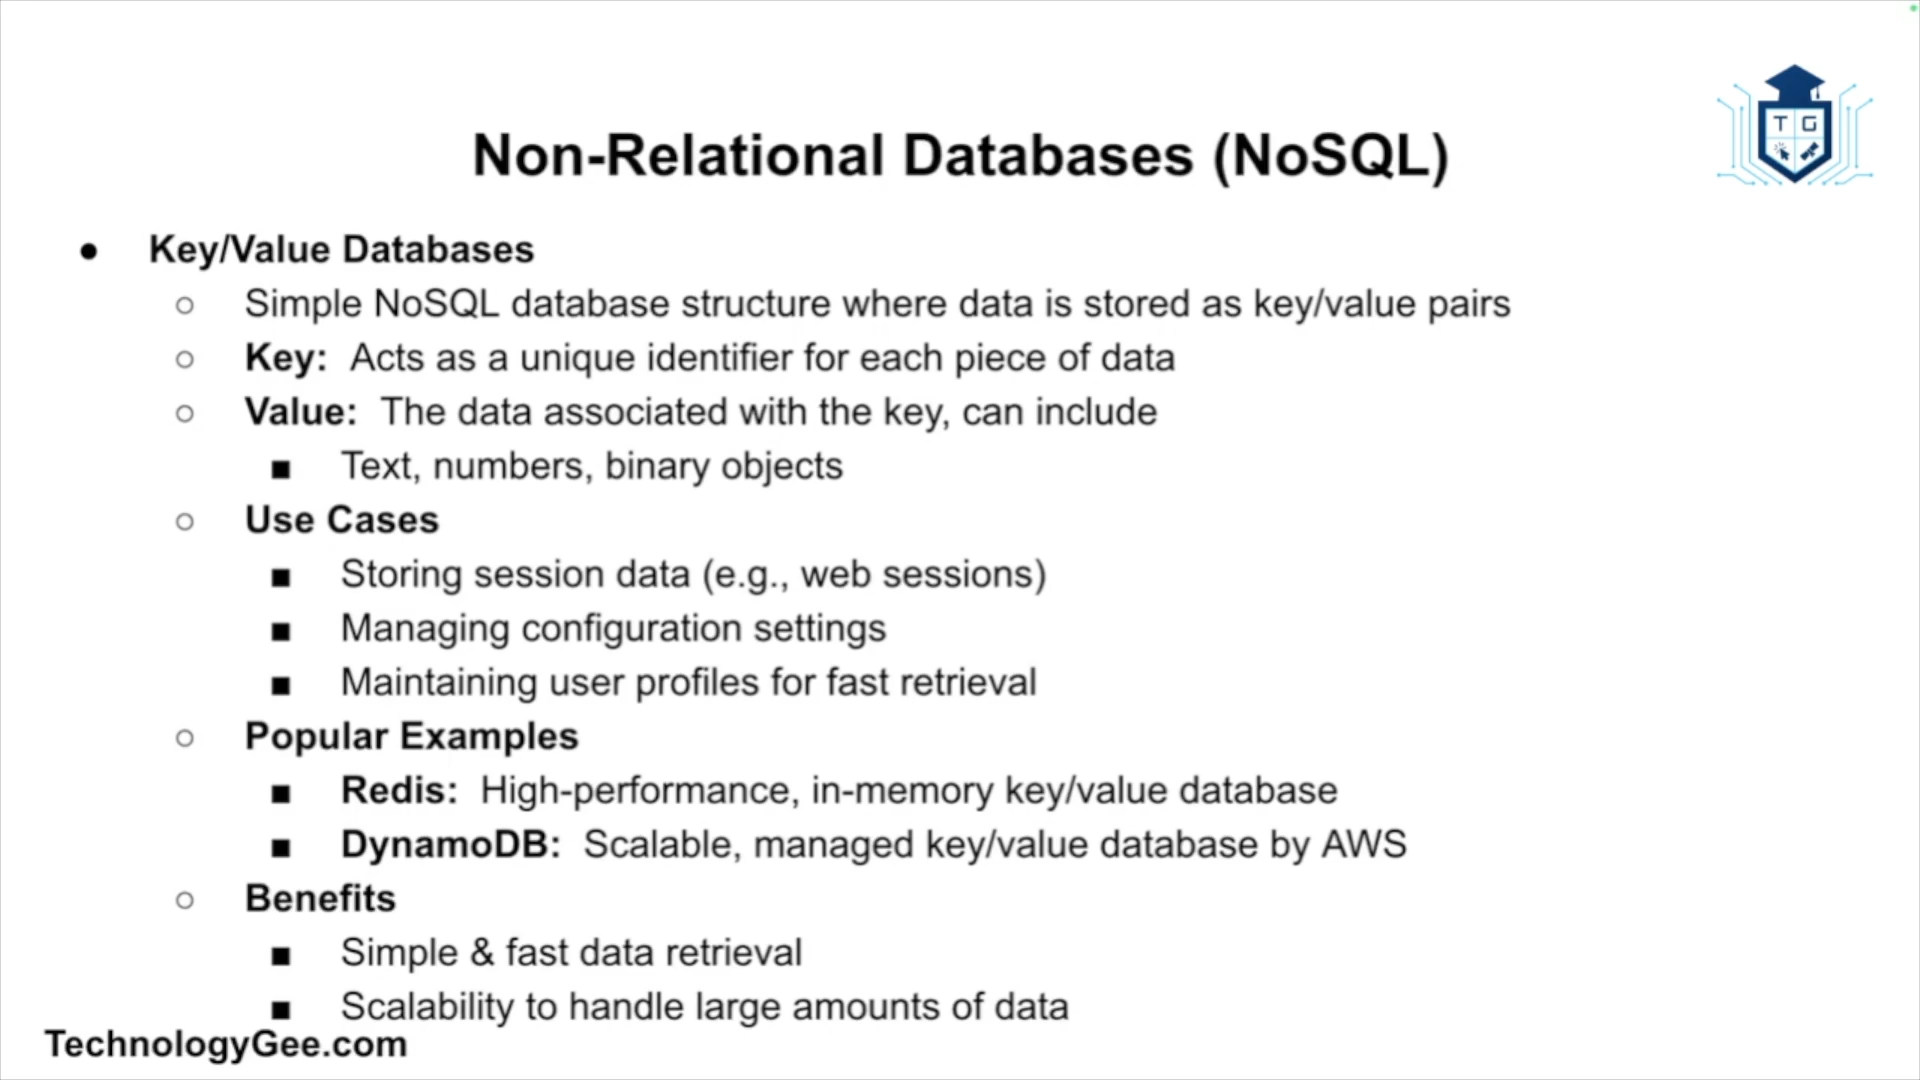 T G
Non-Relational Databases (NoSQL)
● Key/Value Databases
○ Simple NoSQL database structure where data is stored as key/value pairs
○ Key: Acts as a unique identifier for each piece of data
○ Value: The data associated with the key, can include
■ Text, numbers, binary objects
○ Use Cases
■ Storing session data (e.g., web sessions)
■ Managing configuration settings
■ Maintaining user profiles for fast retrieval
○ Popular Examples
■ Redis: High-performance, in-memory key/value database
■ DynamoDB: Scalable, managed key/value database by AWS
○ Benefits
■ Simple & fast data retrieval
■ Scalability to handle large amounts of data
TechnologyGee.com